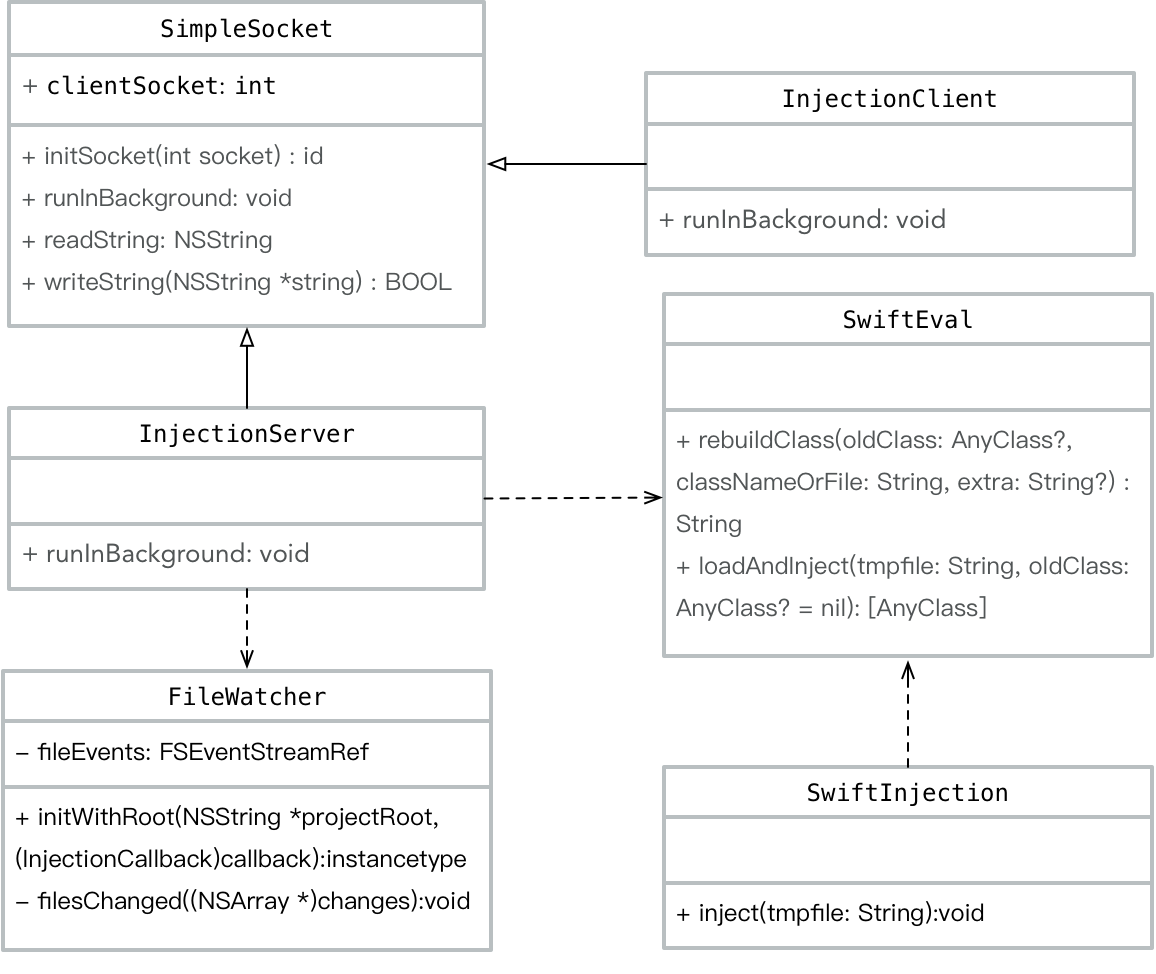 SimpleSocket
+ clientSocket: int
+ initSocket(int socket) : id
+ runInBackground: void
+ readString: NSString
+ writeString(NSString *string) : BOOL
InjectionClient
+ runInBackground: void
InjectionServer
+ runInBackground: void
SwiftEval
+ rebuildClass(oldClass: AnyClass?,
classNameOrFile: String, extra: String?) :
String
+ loadAndInject(tmpfile: String, oldClass:
AnyClass? = nil): [AnyClass]
FileWatcher
– fileEvents: FSEventStreamRef
+ initWithRoot(NSString *projectRoot,
(InjectionCallback)callback):instancetype
– filesChanged((NSArray *)changes):void
SwiftInjection
+ inject(tmpfile: String):void